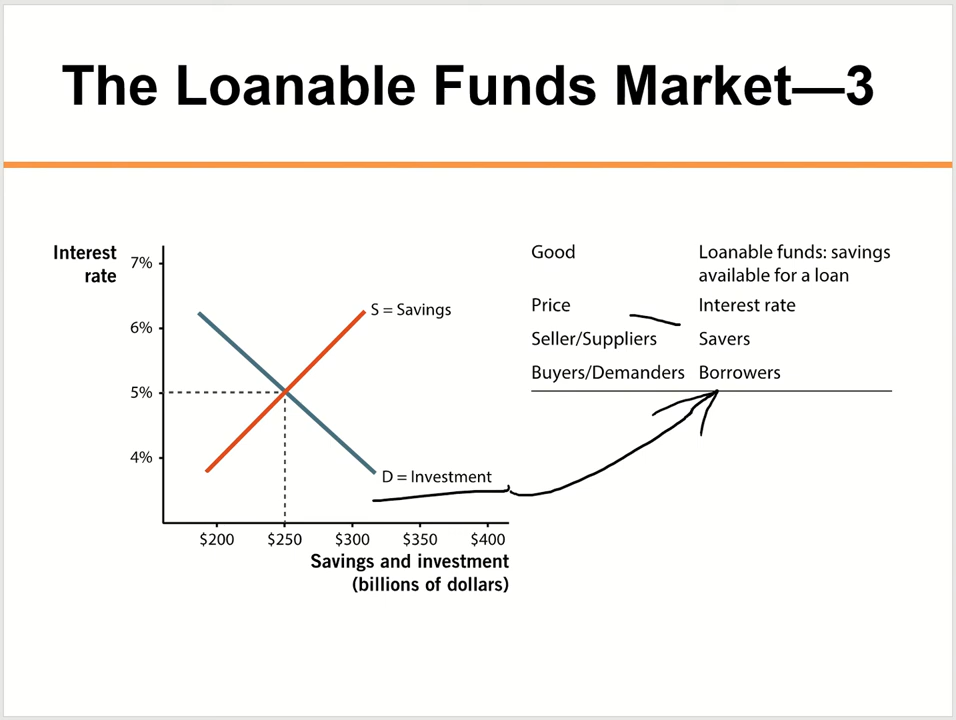 The Loanable Funds Market—3
Interest
rate
7%
6%
5%
4%
S = Savings
D = Investment
$200 $250 $300 $350 $400
Savings and investment
(billions of dollars)
Good Loanable funds: savings
available for a loan
Price Interest rate
Seller/Suppliers Savers
Buyers/Demanders Borrowers